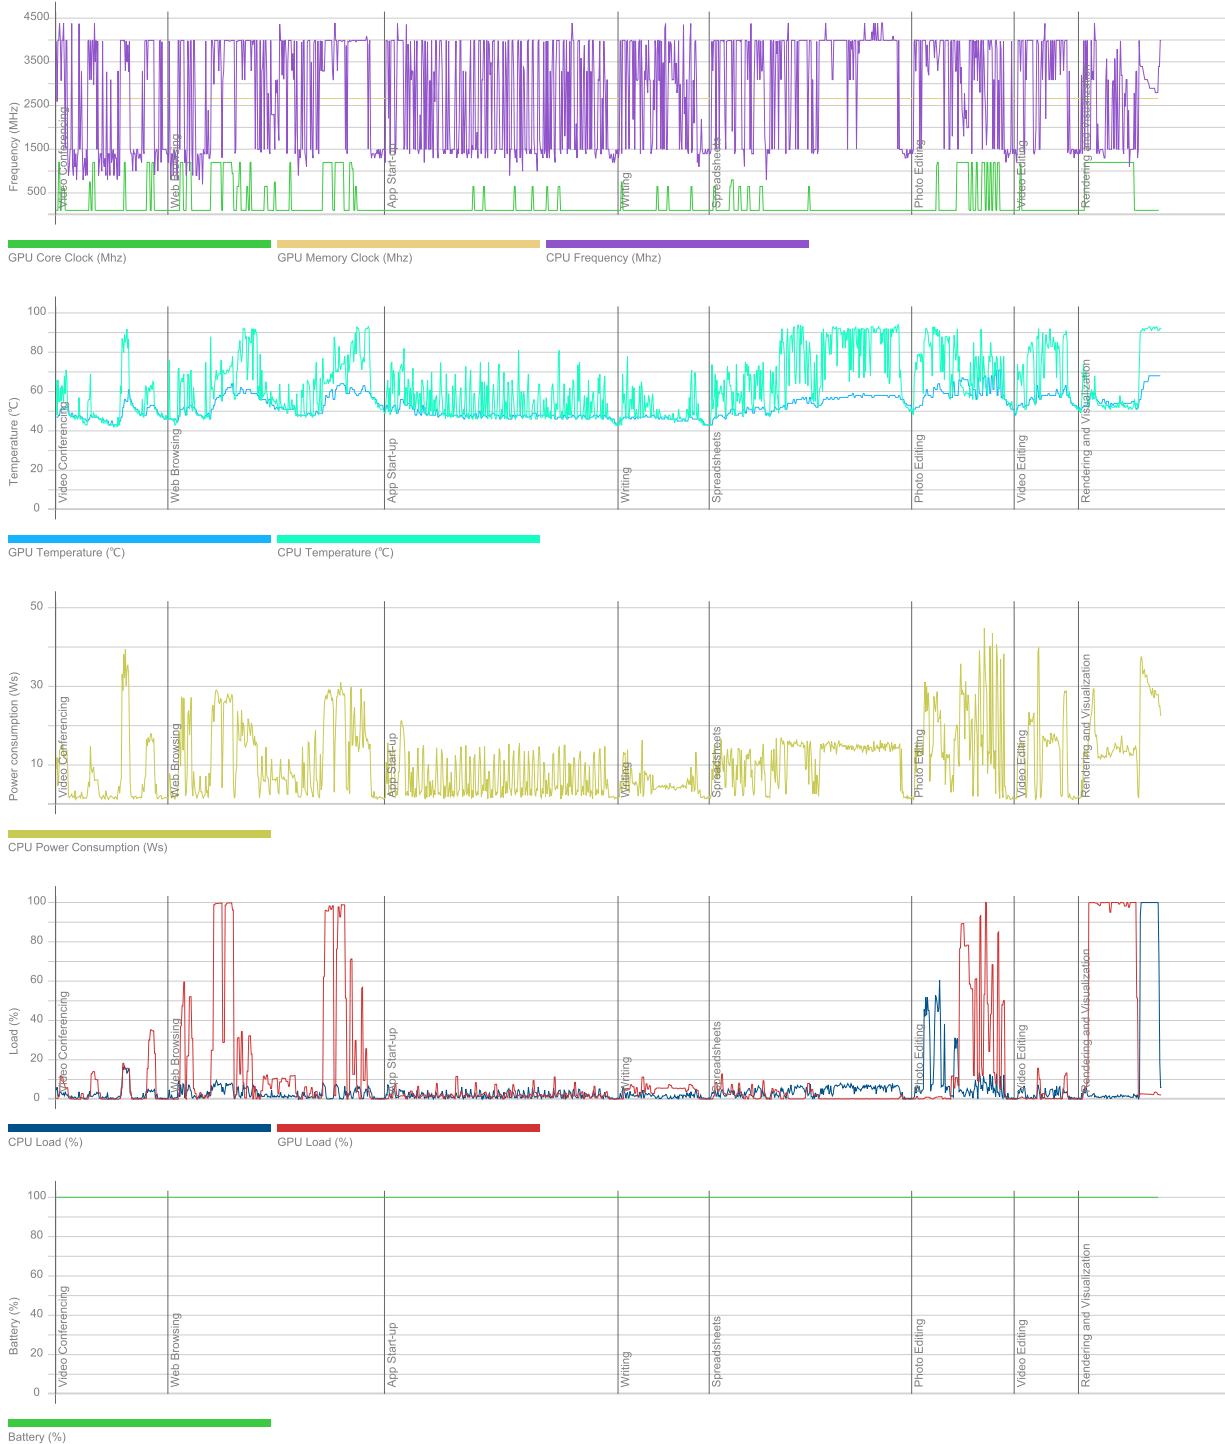 4500
3500
2500
1500
500
Frequency (MHz)
Video Conferencing
Web Browsing
App Start-up
Writing
Spreadsheets
Photo Editing
Video Editing
Rendering and Visualization
GPU Core Clock (Mhz)
GPU Memory Clock (Mhz)
CPU Frequency (Mhz)
100
80
60
40
20
0
Temperature (°C)
Video Conferencing
Web Browsing
App Start-up
Writing
Spreadsheets
Photo Editing
Video Editing
Rendering and Visualization
GPU Temperature (℃)
CPU Temperature (℃)
50
30
10
Power consumption (Ws)
Video Conferencing
Web Browsing
App Start-up
Writing
Spreadsheets
Photo Editing
Video Editing
Rendering and Visualization
CPU Power Consumption (Ws)
100
80
60
40
20
0
Load (%)
Video Conferencing
Web Browsing
App Start-up
Writing
Spreadsheets
Photo Editing
Video Editing
Rendering and Visualization
CPU Load (%)
GPU Load (%)
100
80
60
40
20
0
Battery (%)
Video Conferencing
Web Browsing
App Start-up
Writing
Spreadsheets
Photo Editing
Video Editing
Rendering and Visualization
Battery (%)